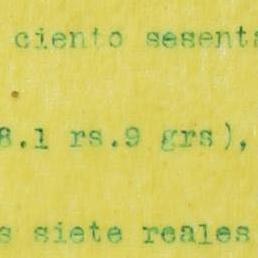 ciento sesenta
8.1 rs.9 grs),
s siete reales